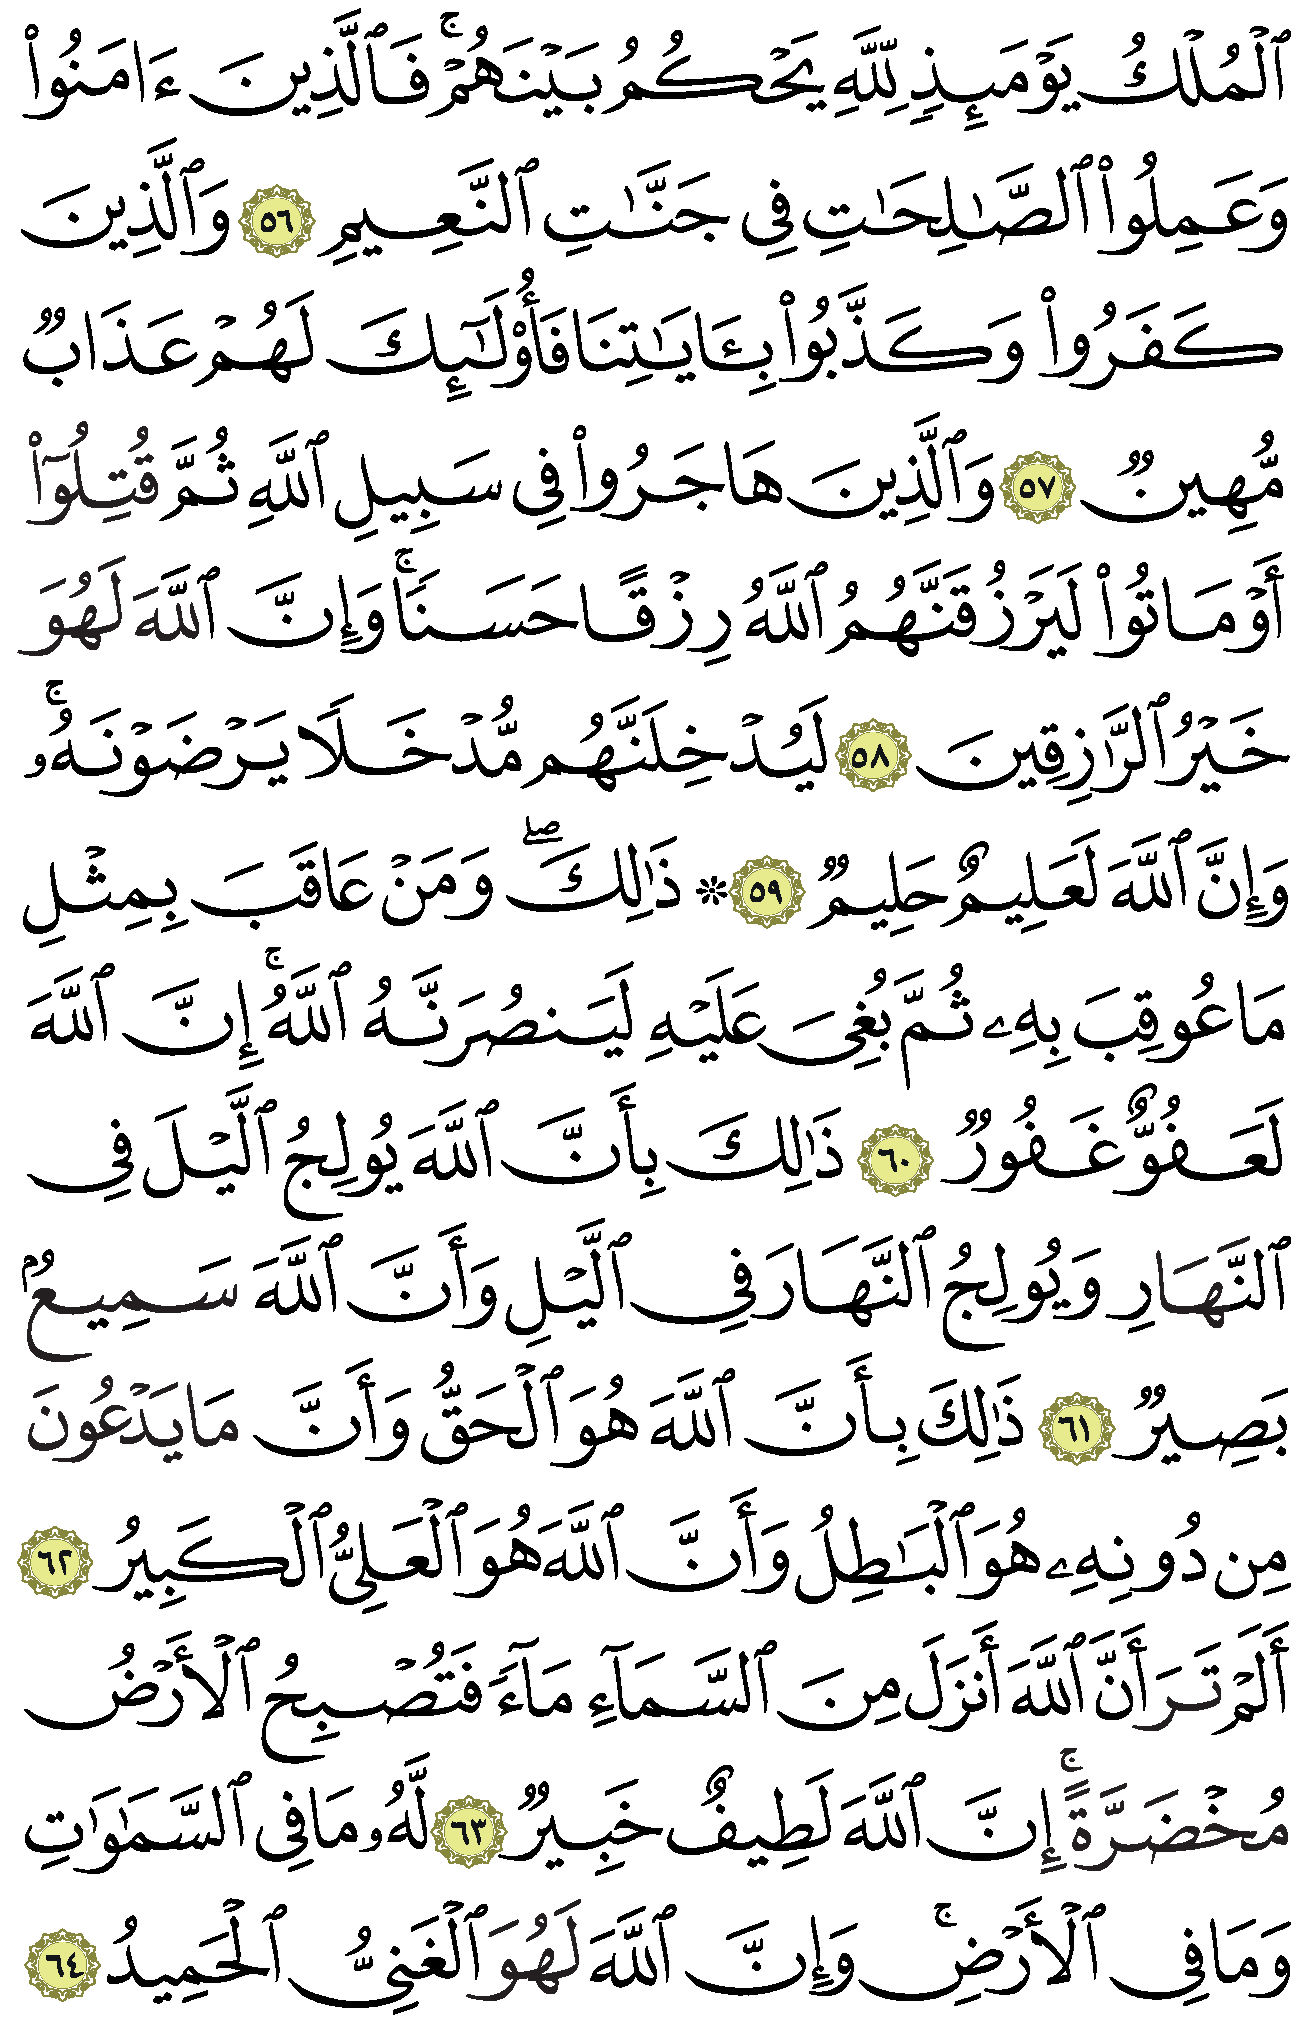 ٱلْمُلْكُ يَوْمَئِذٍ لِّلَّهِ يَحْكُمُ بَيْنَهُمْ ۚ فَٱلَّذِينَ ءَامَنُوا۟
وَعَمِلُوا۟ ٱلصَّـٰلِحَـٰتِ فِى جَنَّـٰتِ ٱلنَّعِيمِ ٥٦ وَٱلَّذِينَ
كَفَرُوا۟ وَكَذَّبُوا۟ بِـَٔايَـٰتِنَا فَأُو۟لَـٰٓئِكَ لَهُمْ عَذَابٌ
مُّهِينٌ ٥٧ وَٱلَّذِينَ هَاجَرُوا۟ فِى سَبِيلِ ٱللَّهِ ثُمَّ قُتِلُوٓا۟
أَوْ مَاتُوا۟ لَيَرْزُقَنَّهُمُ ٱللَّهُ رِزْقًا حَسَنًا ۚ وَإِنَّ ٱللَّهَ لَهُوَ
خَيْرُ ٱلرَّٰزِقِينَ ٥٨ لَيُدْخِلَنَّهُم مُّدْخَلًا يَرْضَوْنَهُۥ ۚ
وَإِنَّ ٱللَّهَ لَعَلِيمٌ حَلِيمٌ ٥٩ ۞ ذَٰلِكَ ۖ وَمَنْ عَاقَبَ بِمِثْلِ
مَا عُوقِبَ بِهِۦ ثُمَّ بُغِىَ عَلَيْهِ لَيَنصُرَنَّهُ ٱللَّهُ ۚ إِنَّ ٱللَّهَ
لَعَفُوٌّ غَفُورٌ ٦٠ ذَٰلِكَ بِأَنَّ ٱللَّهَ يُولِجُ ٱلَّيْلَ فِى
ٱلنَّهَارِ وَيُولِجُ ٱلنَّهَارَ فِى ٱلَّيْلِ وَأَنَّ ٱللَّهَ سَمِيعٌۢ
بَصِيرٌ ٦١ ذَٰلِكَ بِأَنَّ ٱللَّهَ هُوَ ٱلْحَقُّ وَأَنَّ مَا يَدْعُونَ
مِن دُونِهِۦ هُوَ ٱلْبَـٰطِلُ وَأَنَّ ٱللَّهَ هُوَ ٱلْعَلِىُّ ٱلْكَبِيرُ ٦٢
أَلَمْ تَرَ أَنَّ ٱللَّهَ أَنزَلَ مِنَ ٱلسَّمَآءِ مَآءً فَتُصْبِحُ ٱلْأَرْضُ
مُخْضَرَّةً ۚ إِنَّ ٱللَّهَ لَطِيفٌ خَبِيرٌ ٦٣ لَّهُۥ مَا فِى ٱلسَّمَـٰوَٰتِ
وَمَا فِى ٱلْأَرْضِ ۚ وَإِنَّ ٱللَّهَ لَهُوَ ٱلْغَنِىُّ ٱلْحَمِيدُ ٦٤